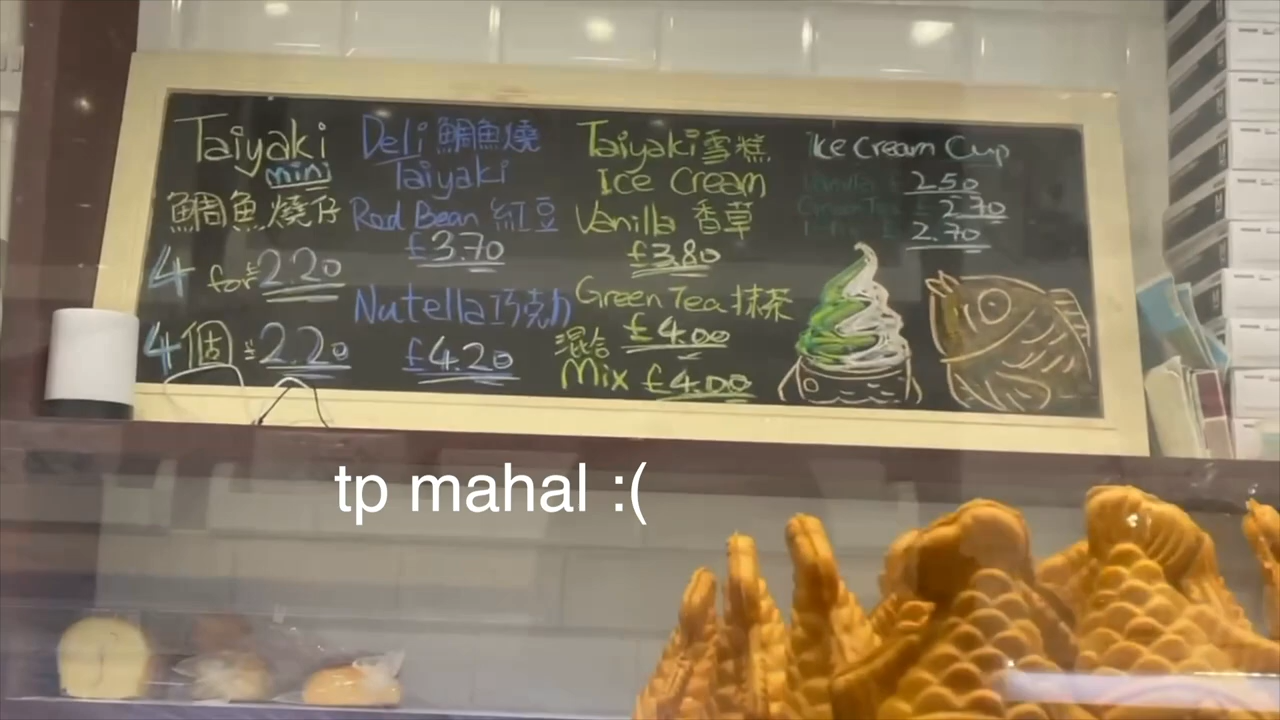 Taiyaki
mini
鯛魚燒仔
4 for £2.20
4個 £2.20
Deli 鯛魚燒
Taiyaki
Red Bean 紅豆
£3.70
Nutella 巧克力
£4.20
Taiyaki 雪糕
Ice Cream
Vanilla 香草
£3.80
Green Tea 抹茶
£4.00
混合
Mix £4.00
Ice Cream Cup
Vanilla £ 2.50
Green Tea £ 2.70
2.70
tp mahal :(